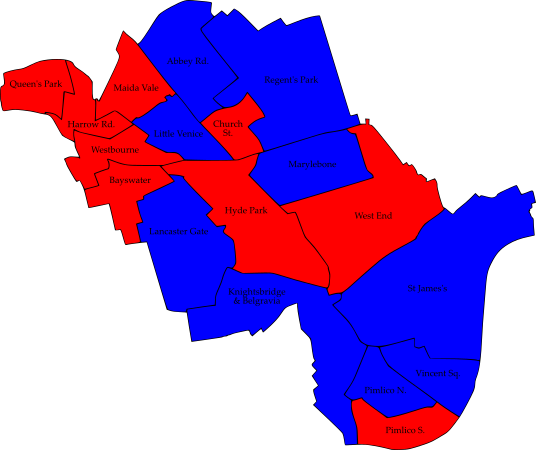 Abbey Rd.
Regent's Park
Queen's Park
Maida Vale
Harrow Rd.
Church
St.
Little Venice
Westbourne
Marylebone
Bayswater
Hyde Park
West End
Lancaster Gate
Knightsbridge
& Belgravia
St James's
Vincent Sq.
Pimlico N.
Pimlico S.